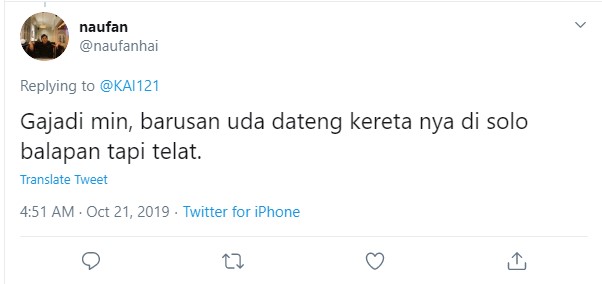 naufan
@naufanhai
Replying to @KAI121
Gajadi min, barusan uda dateng kereta nya di solo
balapan tapi telat.
Translate Tweet
4:51 AM · Oct 21, 2019 · Twitter for iPhone